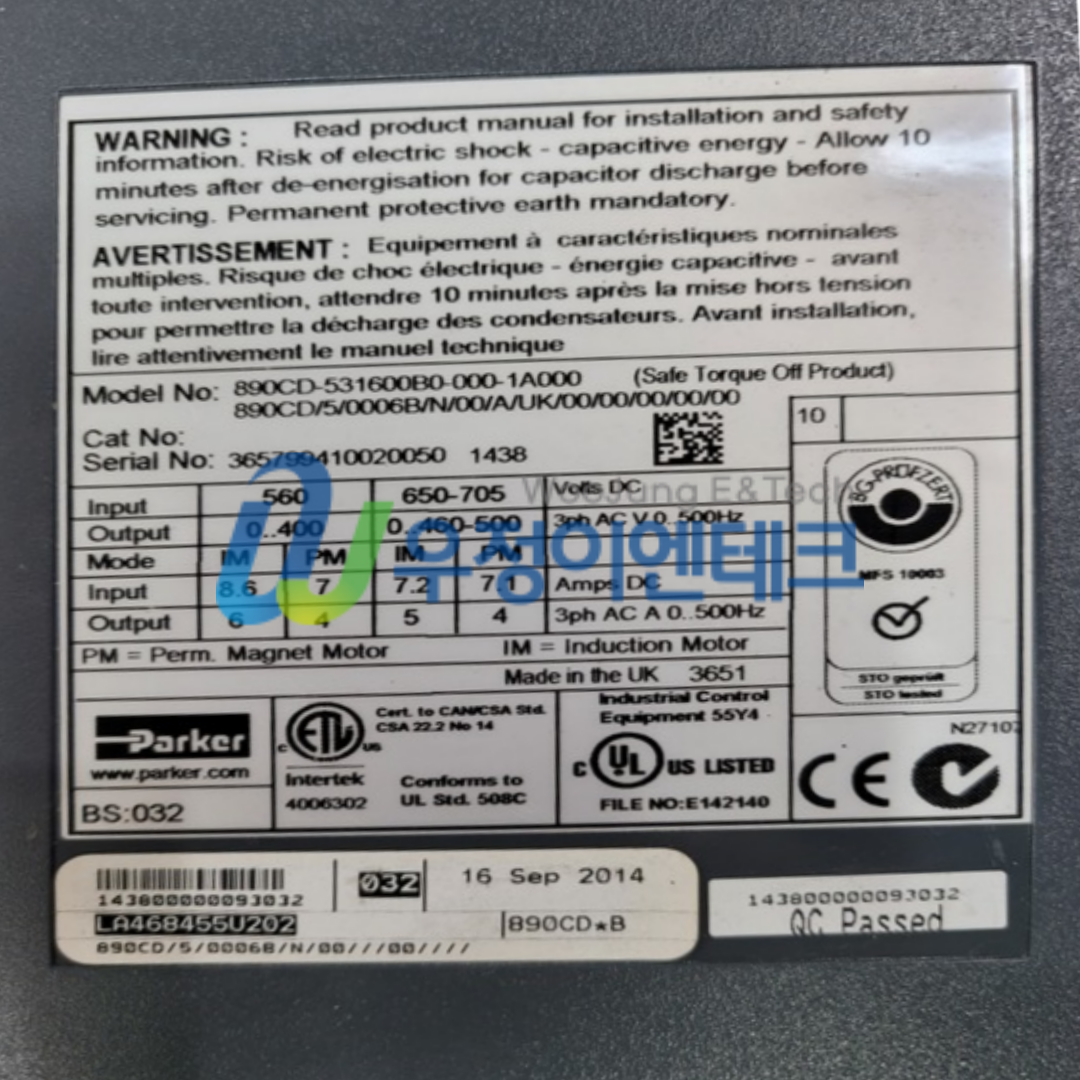 WARNING : Read product manual for installation and safety
information. Risk of electric shock - capacitive energy - Allow 10
minutes after de-energisation for capacitor discharge before
servicing. Permanent protective earth mandatory.
AVERTISSEMENT : Equipement à caractéristiques nominales
multiples. Risque de choc électrique - énergie capacitive - avant
toute intervention, attendre 10 minutes après la mise hors tension
pour permettre la décharge des condensateurs. Avant installation,
lire attentivement le manuel technique
Model No: 890CD-531600B0-000-1A000 (Safe Torque Off Product)
890CD/5/0006B/N/00/A/UK/00/00/00/00/00
Cat No:
Serial No: 365799410020050 1438
10
Input 560 650-705 Volts DC
Output 0..400 0..460-500 3ph AC V 0..500Hz
Mode IM PM IM PM
Input 8.6 7 7.2 7.1 Amps DC
Output 6 4 5 4 3ph AC A 0..500Hz
PM = Perm. Magnet Motor IM = Induction Motor
Made in the UK 3651
WooJung E&Tech
우정이엔테크
BG-PRÜFZERT
MFS 10003
STO geprüft
STO tested
Parker
www.parker.com
BS:032
c ETL us
Intertek
4006302
Cert. to CAN/CSA Std.
CSA 22.2 No 14
Conforms to
UL Std. 508C
Industrial Control
Equipment 55Y4
c UL US LISTED
FILE NO:E142140
N2710
CE
143800000093032
032
16 Sep 2014
LA468455U202
890CD*B
890CD/5/0006B/N/00///00////
143800000093032
QC Passed